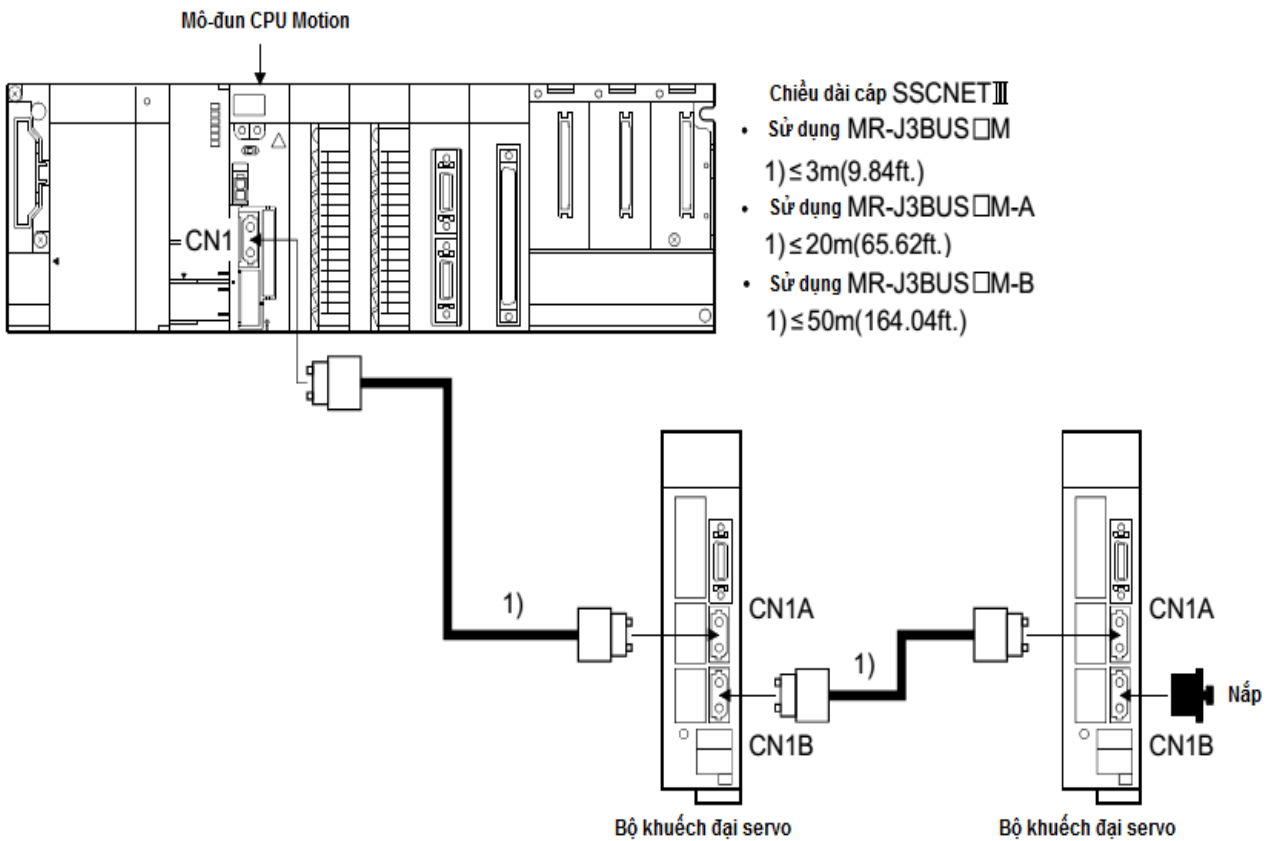 Mô-đun CPU Motion
Chiều dài cáp SSCNETⅢ
• Sử dụng MR-J3BUS□M
1)≤3m(9.84ft.)
• Sử dụng MR-J3BUS□M-A
1)≤20m(65.62ft.)
• Sử dụng MR-J3BUS□M-B
1)≤50m(164.04ft.)
CN1
1)
CN1A
CN1B
1)
CN1A
Nắp
CN1B
Bộ khuếch đại servo
Bộ khuếch đại servo